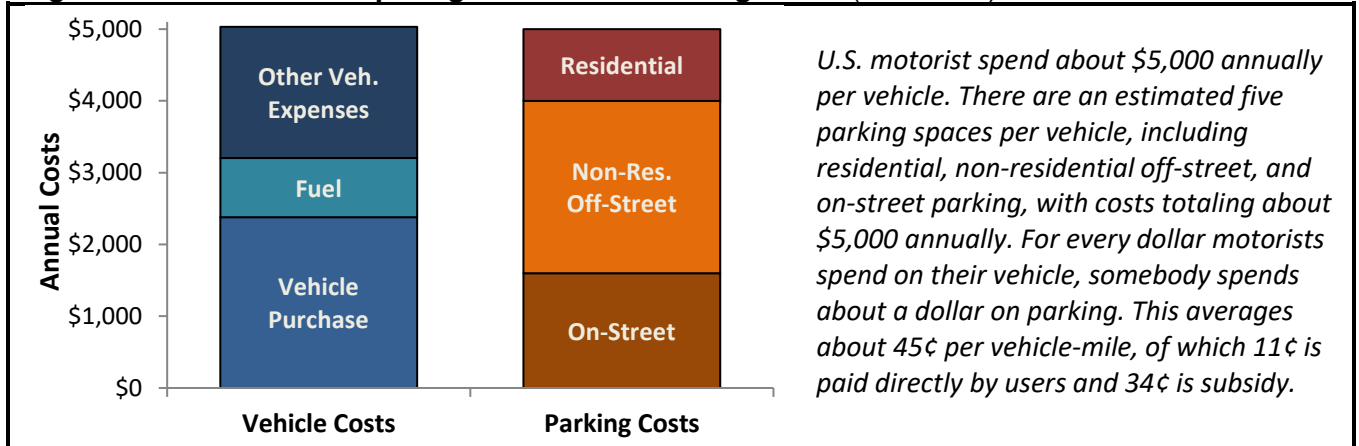 $5,000
$4,000
$3,000
$2,000
$1,000
$0
Annual Costs
Other Veh.
Expenses
Fuel
Vehicle
Purchase
Residential
Non-Res.
Off-Street
On-Street
Vehicle Costs
Parking Costs
U.S. motorist spend about $5,000 annually
per vehicle. There are an estimated five
parking spaces per vehicle, including
residential, non-residential off-street, and
on-street parking, with costs totaling about
$5,000 annually. For every dollar motorists
spend on their vehicle, somebody spends
about a dollar on parking. This averages
about 45¢ per vehicle-mile, of which 11¢ is
paid directly by users and 34¢ is subsidy.